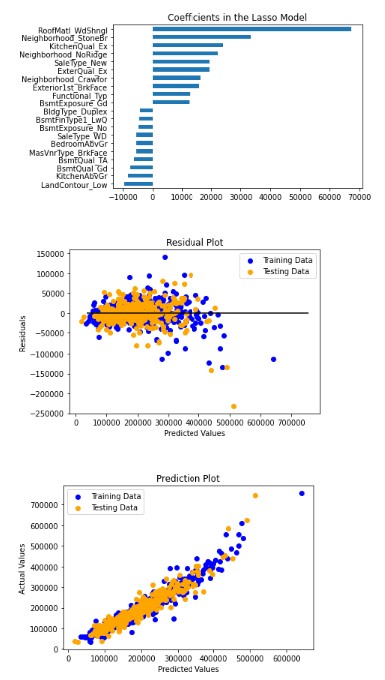 Coefficients in the Lasso Model
RoofMatl_WdShngl
Neighborhood_StoneBr
KitchenQual_Ex
Neighborhood_NoRidge
SaleType_New
ExterQual_Ex
Neighborhood_Crawfor
Exterior1st_BrkFace
Functional_Typ
BsmtExposure_Gd
BldgType_Duplex
BsmtFinType1_LwQ
BsmtExposure_No
SaleType_WD
BedroomAbvGr
MasVnrType_BrkFace
BsmtQual_TA
BsmtQual_Gd
KitchenAbvGr
LandContour_Low
−10000 0 10000 20000 30000 40000 50000 60000 70000
Residual Plot
Training Data
Testing Data
150000
100000
50000
0
−50000
−100000
−150000
−200000
−250000
Residuals
0 100000 200000 300000 400000 500000 600000 700000
Predicted Values
Prediction Plot
Training Data
Testing Data
700000
600000
500000
400000
300000
200000
100000
0
Actual Values
0 100000 200000 300000 400000 500000 600000
Predicted Values